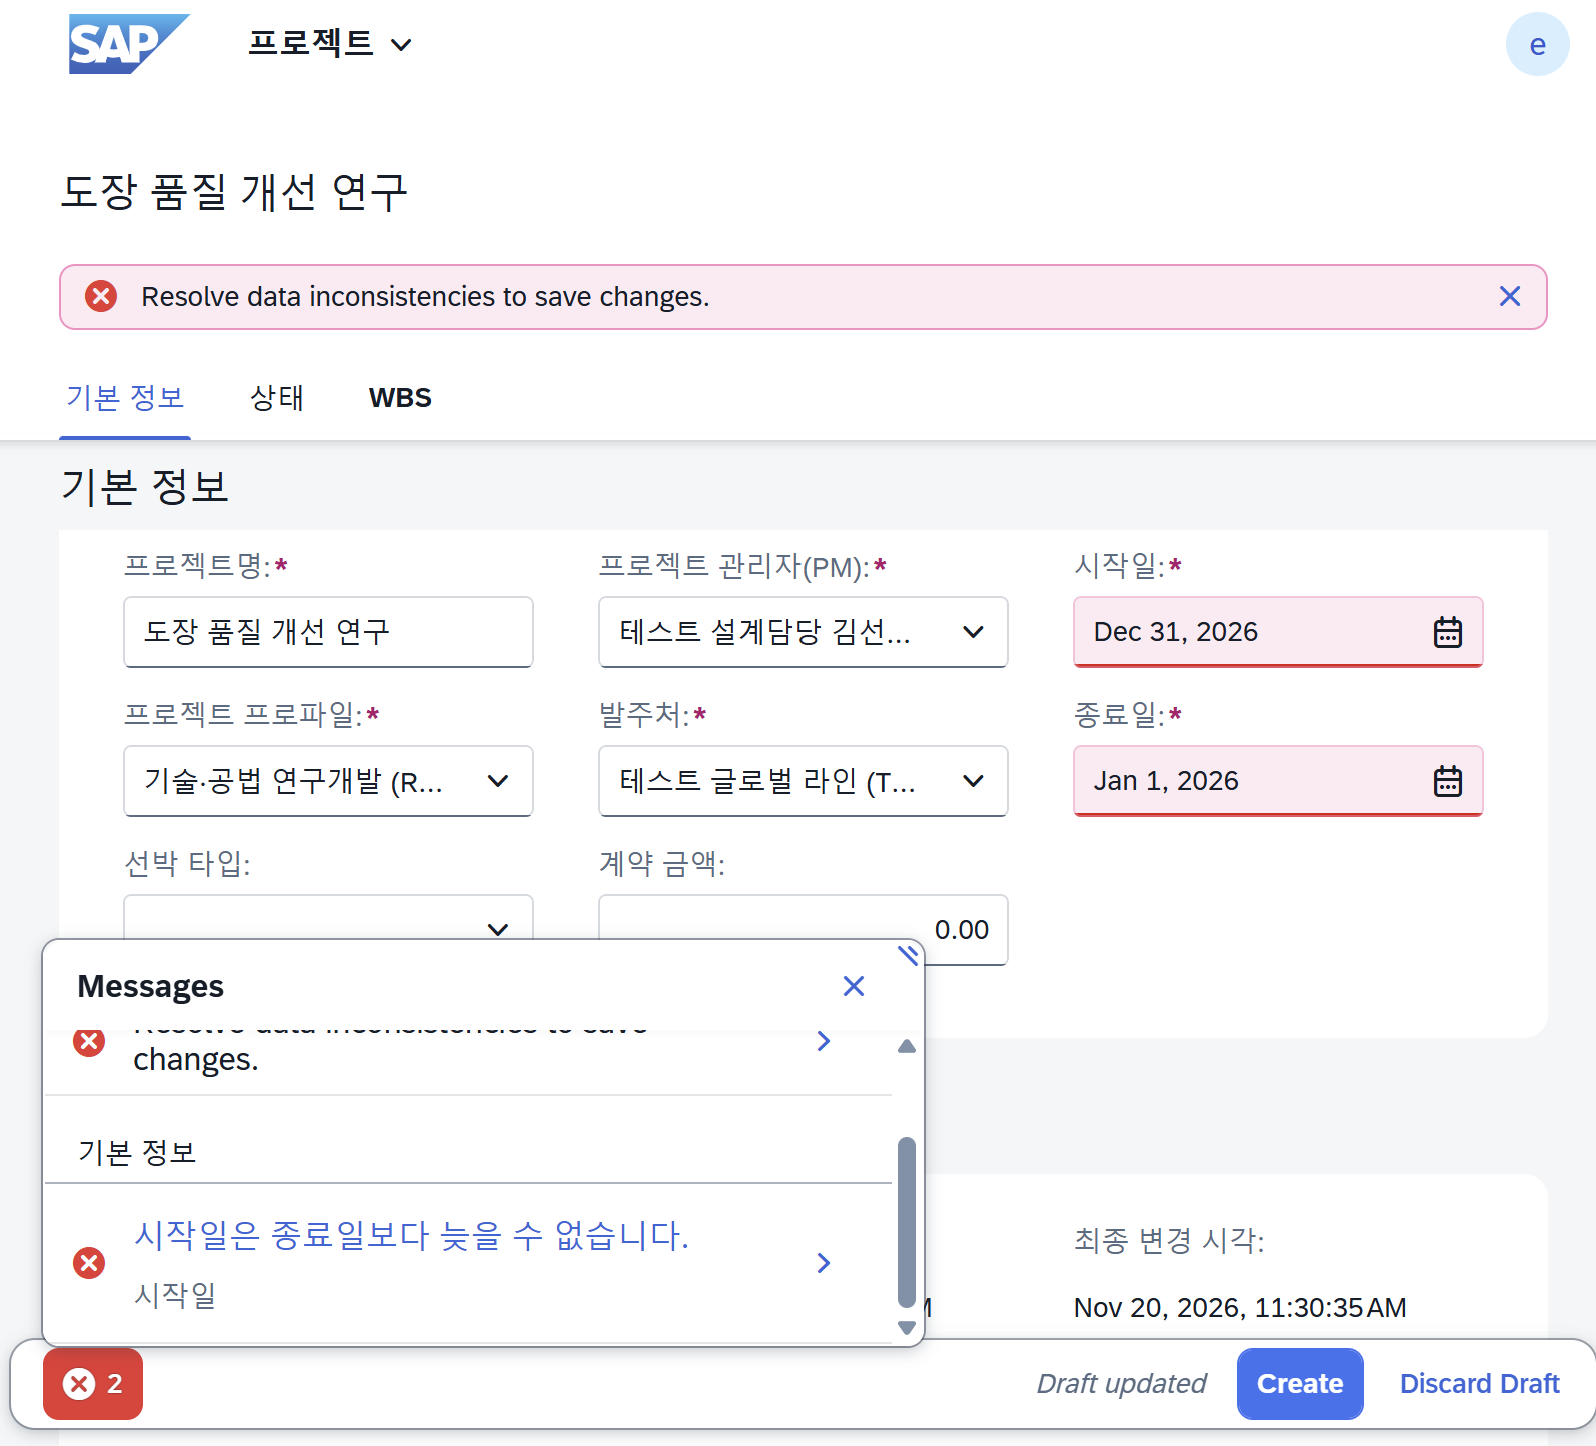 SAP
프로젝트
e
도장 품질 개선 연구
Resolve data inconsistencies to save changes.
기본 정보
상태
WBS
기본 정보
프로젝트명:*
프로젝트 관리자(PM):*
시작일:*
도장 품질 개선 연구
테스트 설계담당 김선...
Dec 31, 2026
프로젝트 프로파일:*
발주처:*
종료일:*
기술·공법 연구개발 (R...
테스트 글로벌 라인 (T...
Jan 1, 2026
선박 타입:
계약 금액:
0.00
Messages
Resolve data inconsistencies to save
changes.
기본 정보
시작일은 종료일보다 늦을 수 없습니다.
시작일
최종 변경 시각:
Nov 20, 2026, 11:30:35 AM
2
Draft updated
Create
Discard Draft